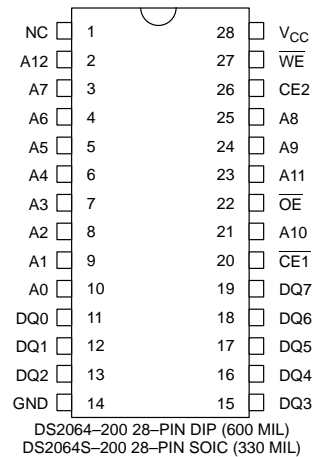 NC 1 28 VCC
A12 2 27 WE
A7 3 26 CE2
A6 4 25 A8
A5 5 24 A9
A4 6 23 A11
A3 7 22 OE
A2 8 21 A10
A1 9 20 CE1
A0 10 19 DQ7
DQ0 11 18 DQ6
DQ1 12 17 DQ5
DQ2 13 16 DQ4
GND 14 15 DQ3
DS2064–200 28–PIN DIP (600 MIL)
DS2064S–200 28–PIN SOIC (330 MIL)